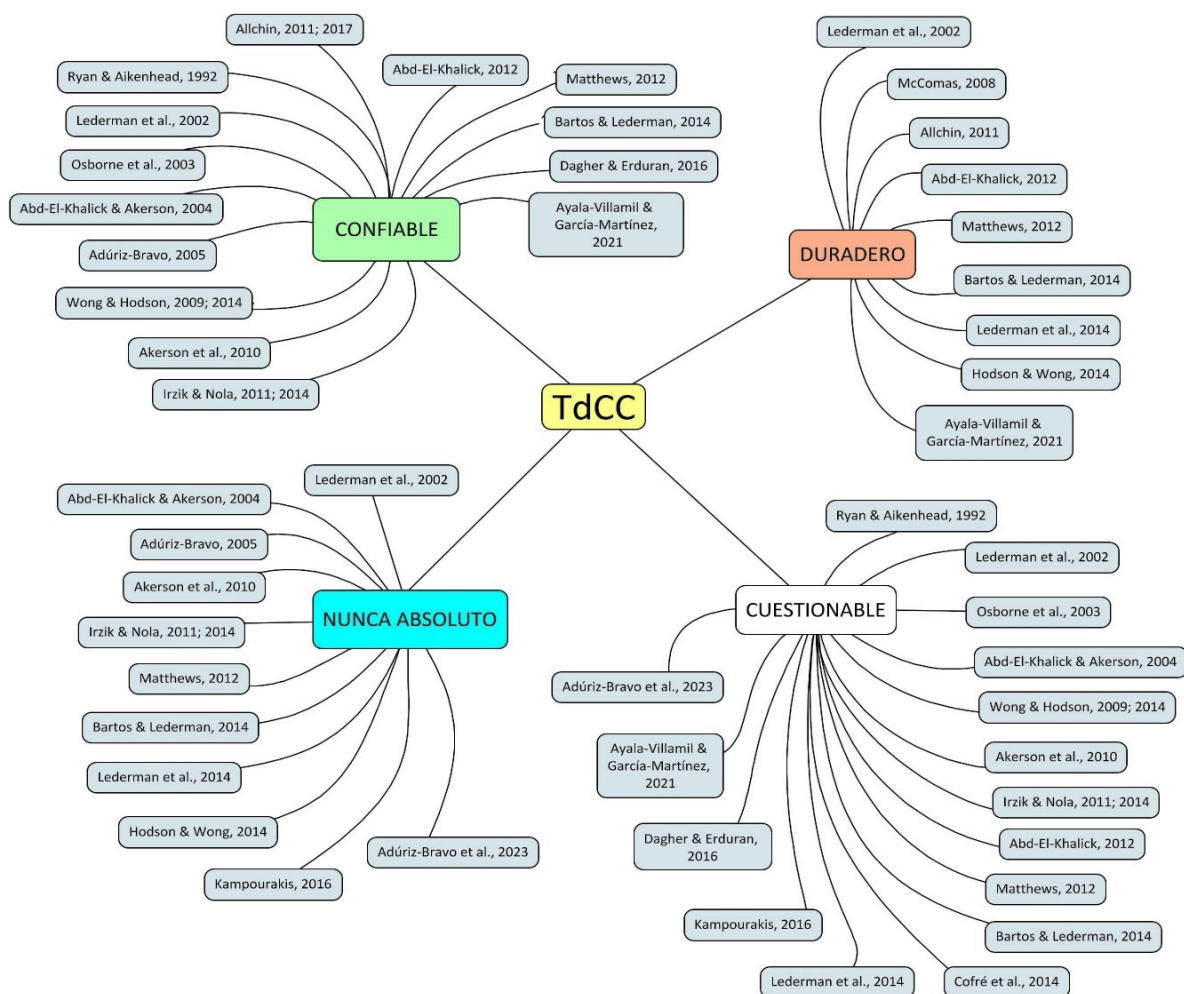 Allchin, 2011; 2017
Ryan & Aikenhead, 1992
Lederman et al., 2002
Osborne et al., 2003
Abd-El-Khalick & Akerson, 2004
Adúriz-Bravo, 2005
Wong & Hodson, 2009; 2014
Akerson et al., 2010
Irzik & Nola, 2011; 2014
Abd-El-Khalick, 2012
Matthews, 2012
Bartos & Lederman, 2014
Dagher & Erduran, 2016
Ayala-Villamil &
García-Martínez,
2021
CONFIABLE
Lederman et al., 2002
McComas, 2008
Allchin, 2011
Abd-El-Khalick, 2012
Matthews, 2012
Bartos & Lederman, 2014
Lederman et al., 2014
Hodson & Wong, 2014
Ayala-Villamil &
García-Martínez, 2021
DURADERO
TdCC
Lederman et al., 2002
Abd-El-Khalick & Akerson, 2004
Adúriz-Bravo, 2005
Akerson et al., 2010
Irzik & Nola, 2011; 2014
Matthews, 2012
Bartos & Lederman, 2014
Lederman et al., 2014
Hodson & Wong, 2014
Kampourakis, 2016
Adúriz-Bravo et al., 2023
NUNCA ABSOLUTO
CUESTIONABLE
Ryan & Aikenhead, 1992
Lederman et al., 2002
Osborne et al., 2003
Abd-El-Khalick & Akerson, 2004
Wong & Hodson, 2009; 2014
Akerson et al., 2010
Irzik & Nola, 2011; 2014
Abd-El-Khalick, 2012
Matthews, 2012
Bartos & Lederman, 2014
Cofré et al., 2014
Lederman et al., 2014
Kampourakis, 2016
Dagher & Erduran,
2016
Ayala-Villamil &
García-Martínez,
2021
Adúriz-Bravo et al., 2023